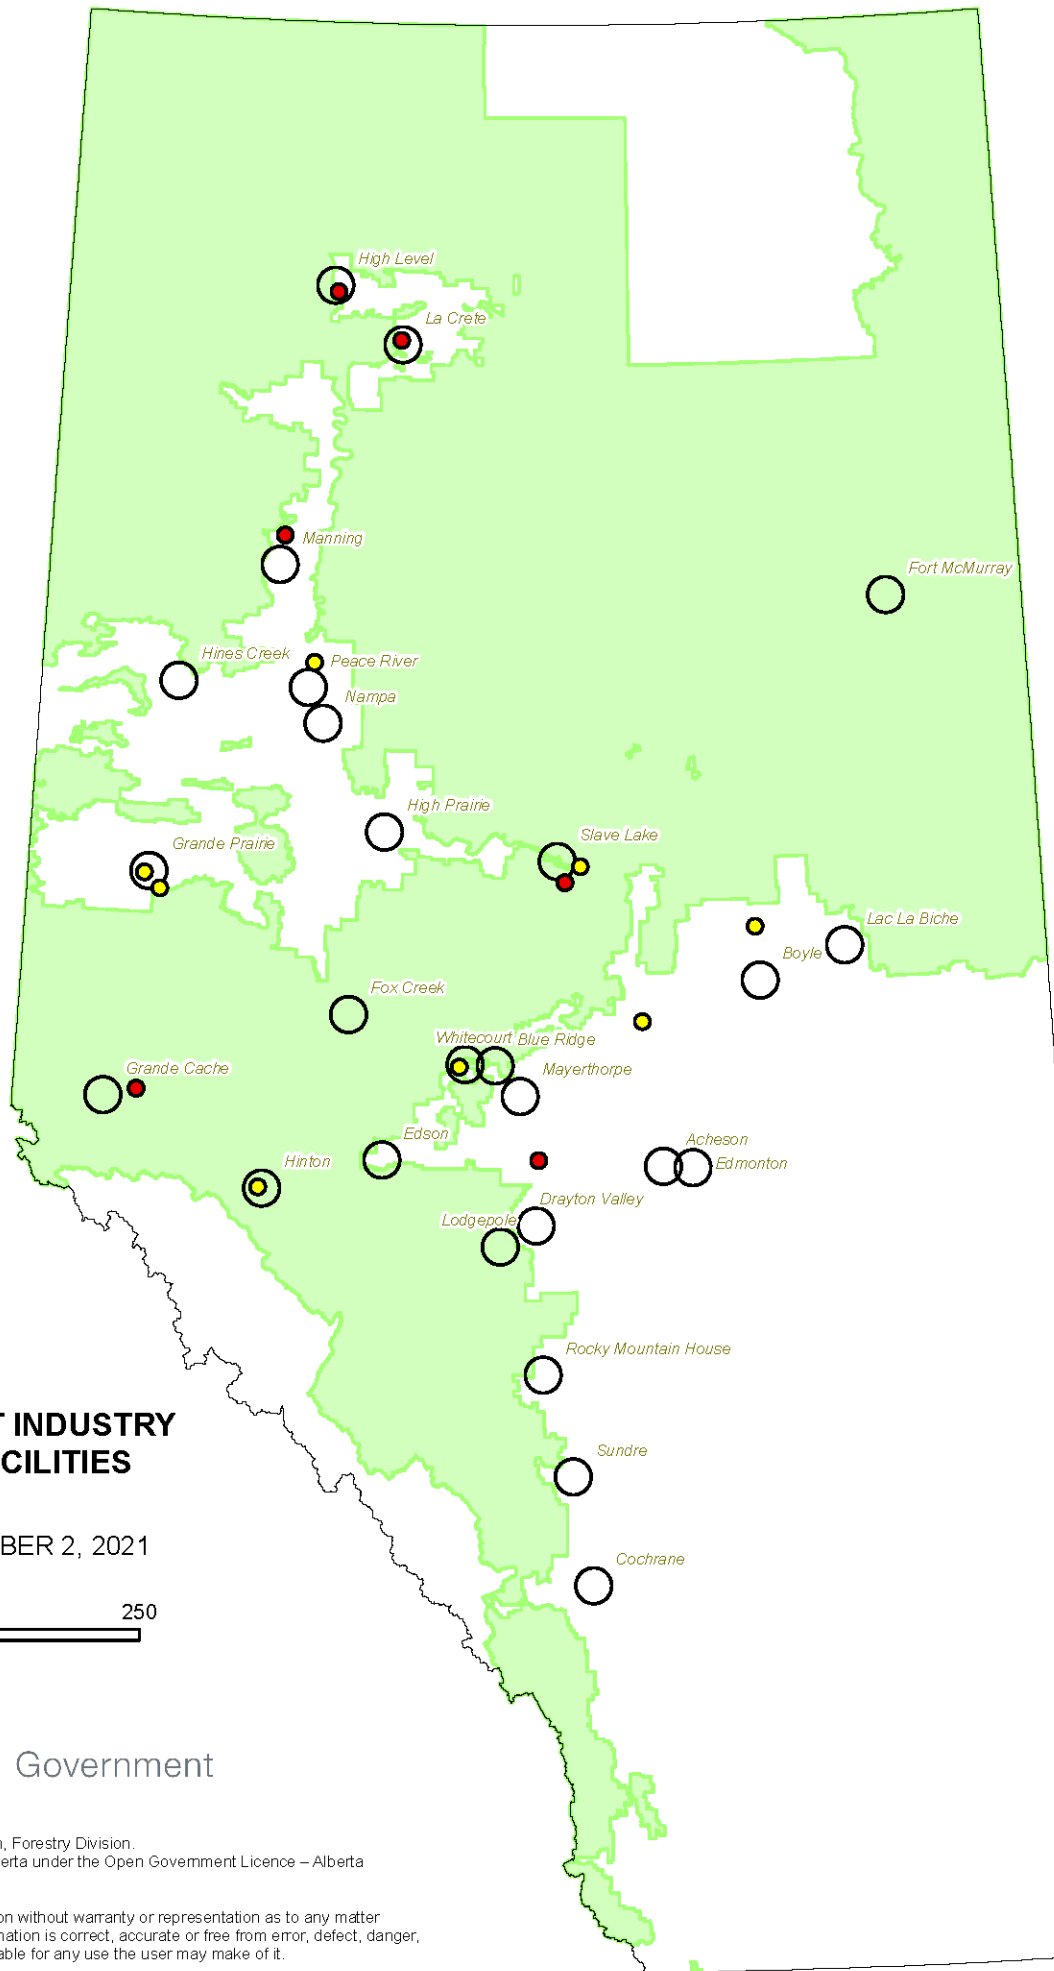 High Level
La Crete
Manning
Fort McMurray
Hines Creek
Peace River
Nampa
High Prairie
Slave Lake
Grande Prairie
Lac La Biche
Boyle
Fox Creek
Whitecourt
Blue Ridge
Mayerthorpe
Grande Cache
Edson
Acheson
Edmonton
Hinton
Drayton Valley
Lodgepole
Rocky Mountain House
INDUSTRY
CILITIES
Sundre
BER 2, 2021
Cochrane
250
Government
, Forestry Division.
erta under the Open Government Licence – Alberta
on without warranty or representation as to any matter
nation is correct, accurate or free from error, defect, danger,
able for any use the user may make of it.